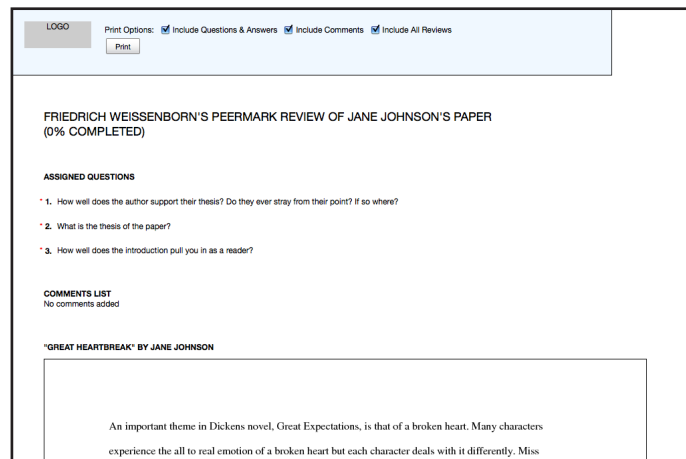 LOGO
Print Options: Include Questions & Answers Include Comments Include All Reviews
Print
FRIEDRICH WEISSENBORN'S PEERMARK REVIEW OF JANE JOHNSON'S PAPER
(0% COMPLETED)
ASSIGNED QUESTIONS
* 1. How well does the author support their thesis? Do they ever stray from their point? If so where?
* 2. What is the thesis of the paper?
* 3. How well does the introduction pull you in as a reader?
COMMENTS LIST
No comments added
"GREAT HEARTBREAK" BY JANE JOHNSON
An important theme in Dickens novel, Great Expectations, is that of a broken heart. Many characters
experience the all to real emotion of a broken heart but each character deals with it differently. Miss